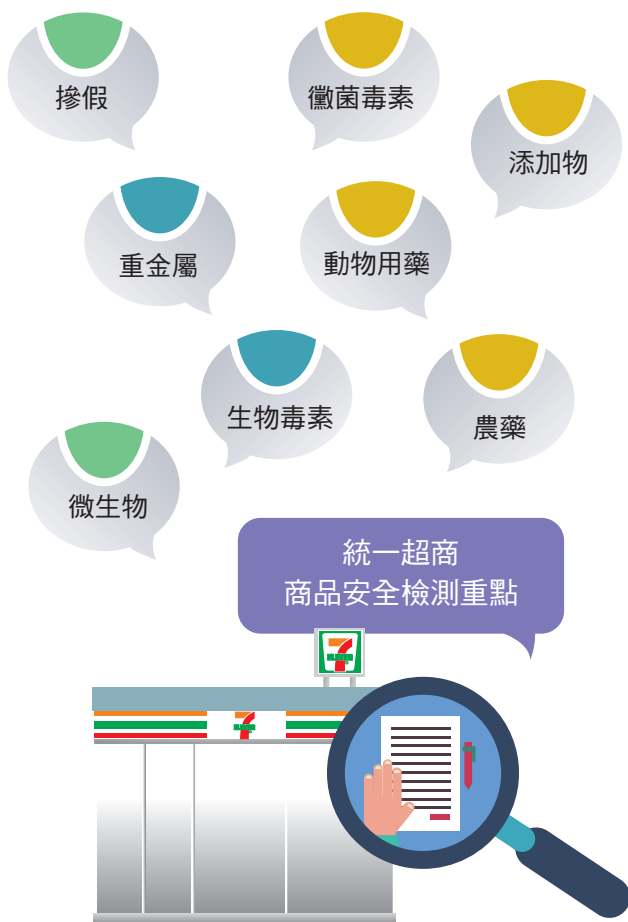 摻假
黴菌毒素
添加物
重金屬
動物用藥
生物毒素
農藥
微生物
統一超商
商品安全檢測重點